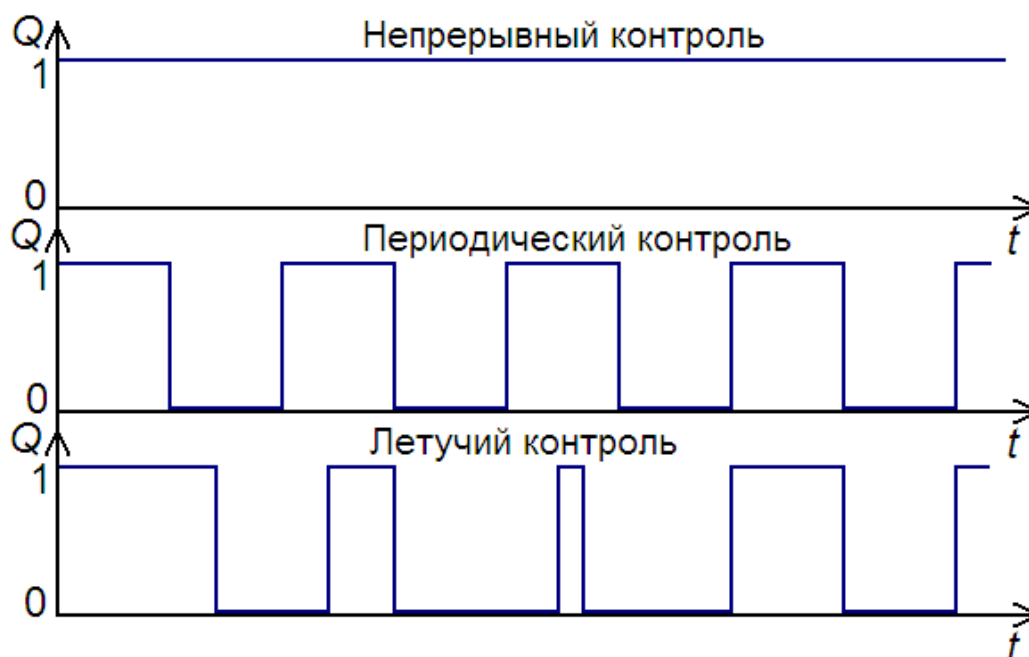 Q
Непрерывный контроль
1
0
t
Q
Периодический контроль
1
0
t
Q
Летучий контроль
1
0
t